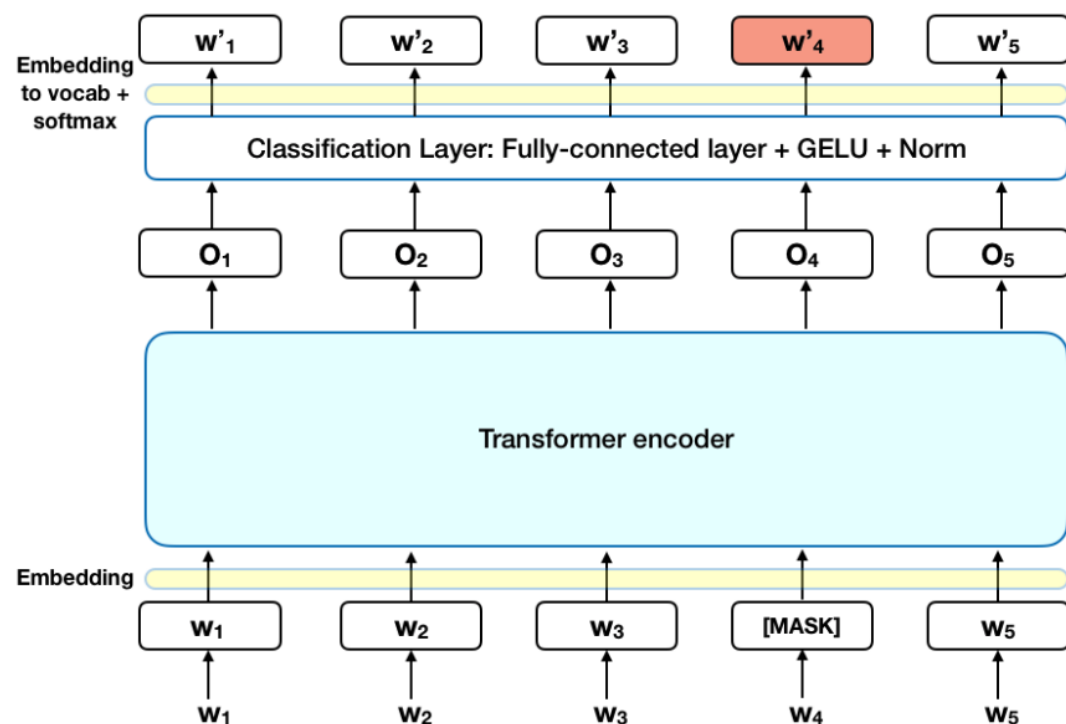 w’₁ w’₂ w’₃ w’₄ w’₅
Embedding
to vocab +
softmax
Classification Layer: Fully-connected layer + GELU + Norm
O₁ O₂ O₃ O₄ O₅
Transformer encoder
Embedding
w₁ w₂ w₃ [MASK] w₅
w₁ w₂ w₃ w₄ w₅